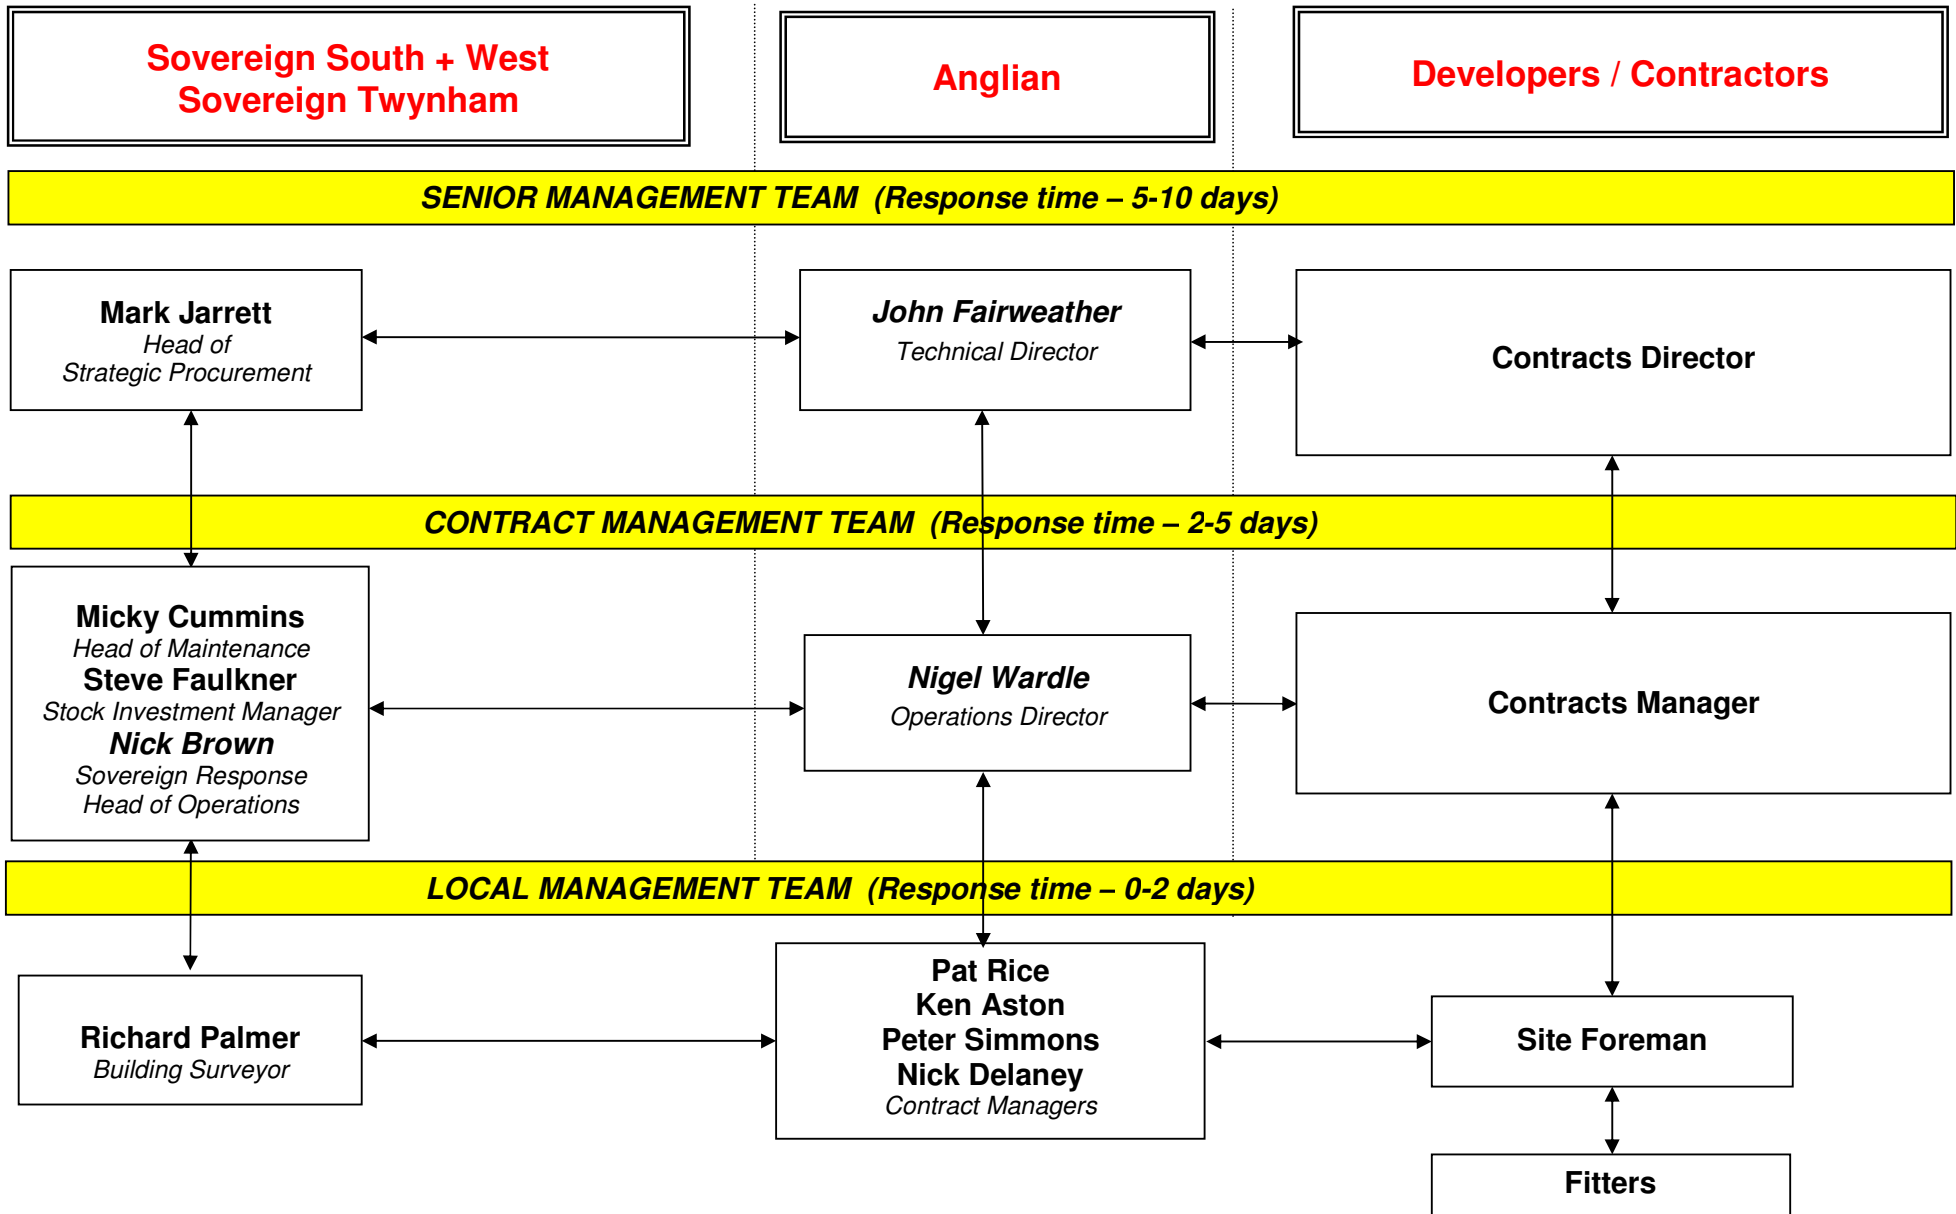 Sovereign South + West
Sovereign Twynham
Anglian
Developers / Contractors
SENIOR MANAGEMENT TEAM  (Response time – 5-10 days)
Mark Jarrett
Head of
Strategic Procurement
John Fairweather
Technical Director
Contracts Director
CONTRACT MANAGEMENT TEAM  (Response time – 2-5 days)
Micky Cummins
Head of Maintenance
Steve Faulkner
Stock Investment Manager
Nick Brown
Sovereign Response
Head of Operations
Nigel Wardle
Operations Director
Contracts Manager
LOCAL MANAGEMENT TEAM  (Response time – 0-2 days)
Richard Palmer
Building Surveyor
Pat Rice
Ken Aston
Peter Simmons
Nick Delaney
Contract Managers
Site Foreman
Fitters